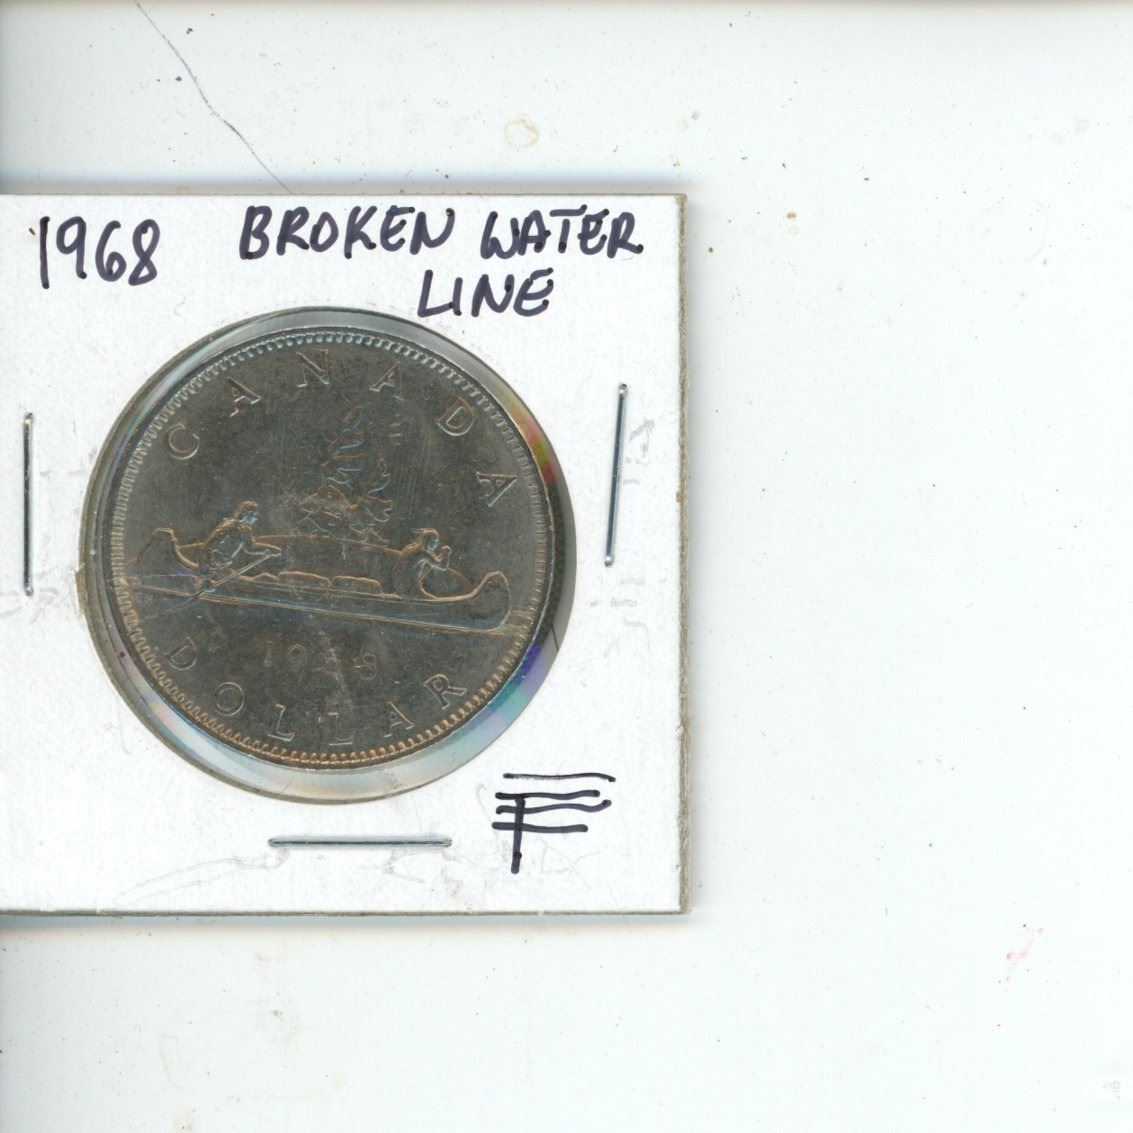 1968 BROKEN WATER
LINE
CANADA
1968
DOLLAR
F